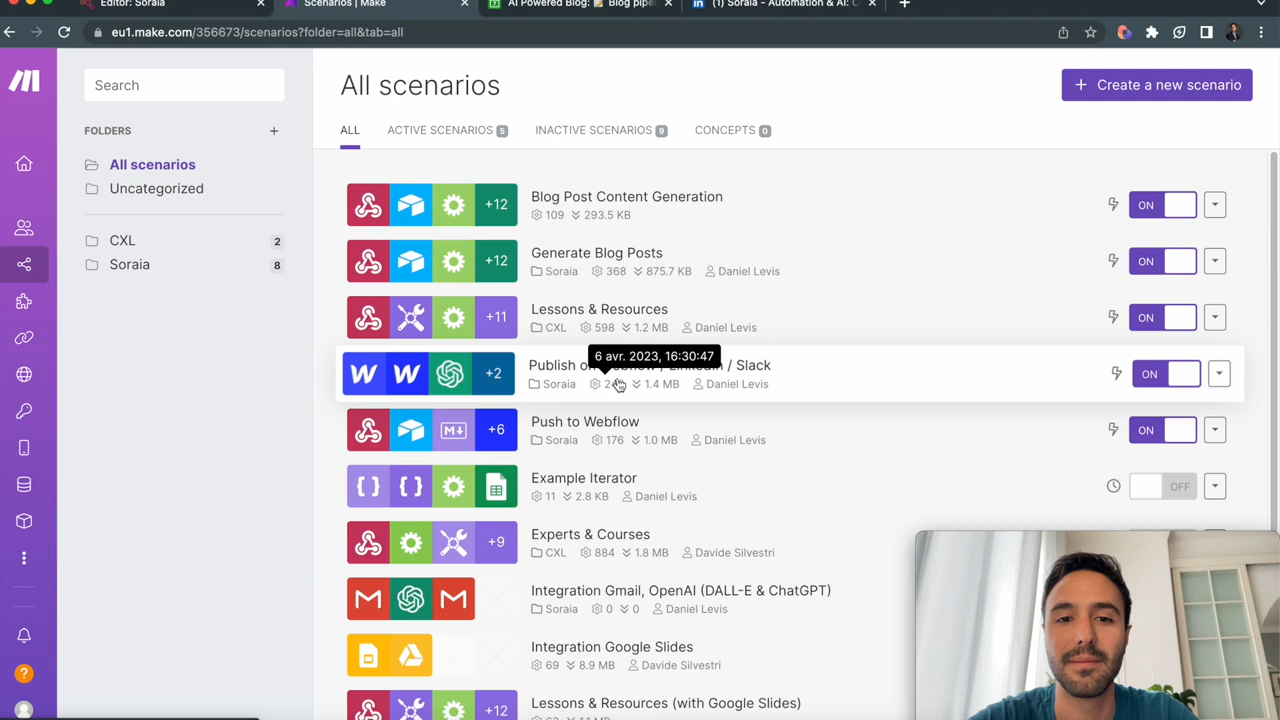 Editor: Soraia
Scenarios | Make
AI Powered Blog: 📝 Blog pipel
(1) Soraia - Automation & AI: C
eu1.make.com/356673/scenarios?folder=all&tab=all
Search
FOLDERS
All scenarios
Uncategorized
CXL 2
Soraia 8
All scenarios
+ Create a new scenario
ALL ACTIVE SCENARIOS 5 INACTIVE SCENARIOS 9 CONCEPTS 0
+12 Blog Post Content Generation ON
109 293.5 KB
+12 Generate Blog Posts ON
Soraia 368 875.7 KB Daniel Levis
+11 Lessons & Resources ON
CXL 598 1.2 MB Daniel Levis
6 avr. 2023, 16:30:47
+2 Publish / Slack ON
Soraia 1.4 MB Daniel Levis
+6 Push to Webflow ON
Soraia 176 1.0 MB Daniel Levis
Example Iterator OFF
11 2.8 KB Daniel Levis
+9 Experts & Courses
CXL 884 1.8 MB Davide Silvestri
Integration Gmail, OpenAI (DALL-E & ChatGPT)
Soraia 0 0 Daniel Levis
Integration Google Slides
69 8.9 MB Davide Silvestri
+12 Lessons & Resources (with Google Slides)